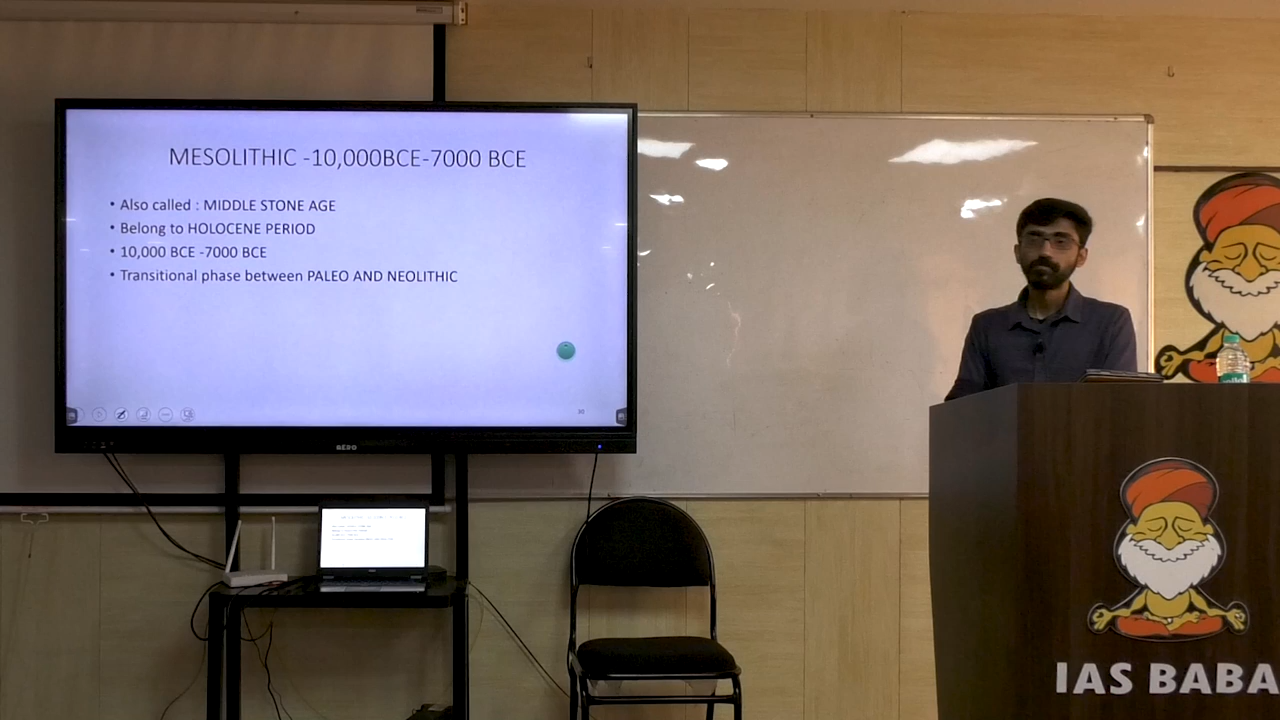 MESOLITHIC -10,000BCE-7000 BCE
• Also called : MIDDLE STONE AGE
• Belong to HOLOCENE PERIOD
• 10,000 BCE -7000 BCE
• Transitional phase between PALEO AND NEOLITHIC
IAS BABA